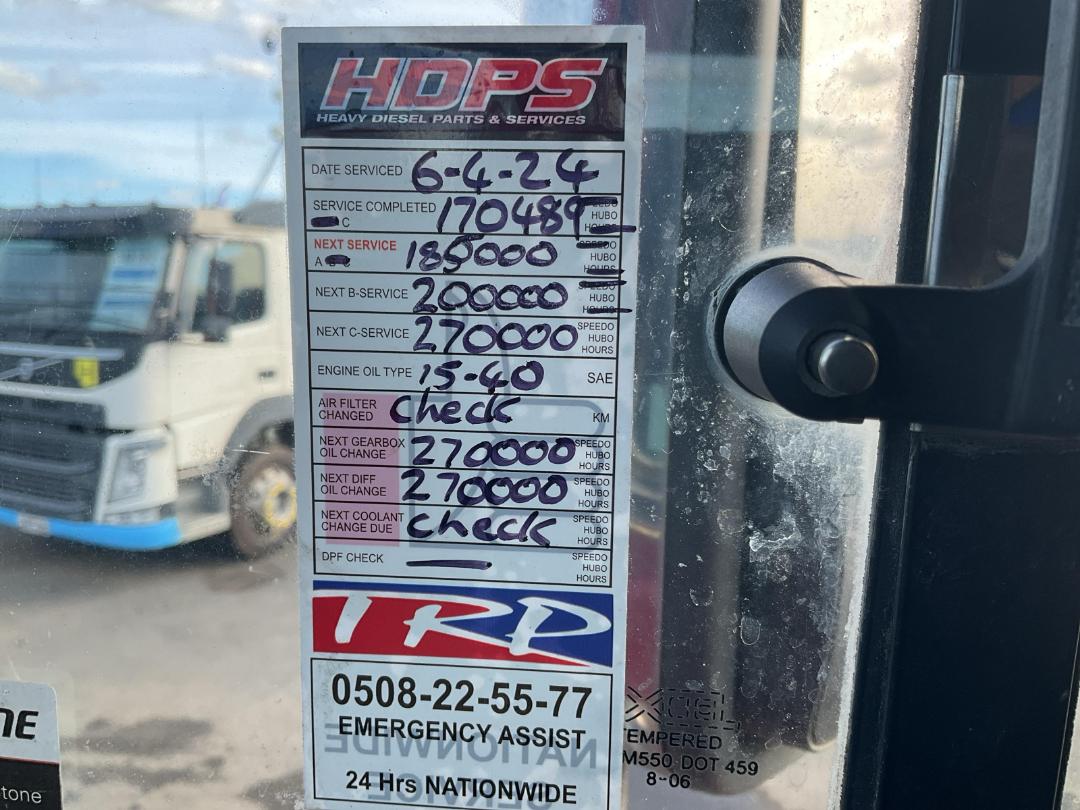 HDPS
HEAVY DIESEL PARTS & SERVICES
DATE SERVICED 6-4-24
SERVICE COMPLETED 170489 SPEEDO
C HUBO
HOURS
NEXT SERVICE 185000 SPEEDO
A B C HUBO
HOURS
NEXT B-SERVICE 200000 SPEEDO
HUBO
HOURS
NEXT C-SERVICE 270000 SPEEDO
HUBO
HOURS
ENGINE OIL TYPE 15-40 SAE
AIR FILTER
CHANGED check KM
NEXT GEARBOX
OIL CHANGE 270000 SPEEDO
HUBO
HOURS
NEXT DIFF
OIL CHANGE 270000 SPEEDO
HUBO
HOURS
NEXT COOLANT
CHANGE DUE check SPEEDO
HUBO
HOURS
DPF CHECK — SPEEDO
HUBO
HOURS
TRP
0508-22-55-77
EMERGENCY ASSIST
24 Hrs NATIONWIDE
NATIONWIDE
SERVICE
TEMPERED
M550 DOT 459
8-06
NE
tone